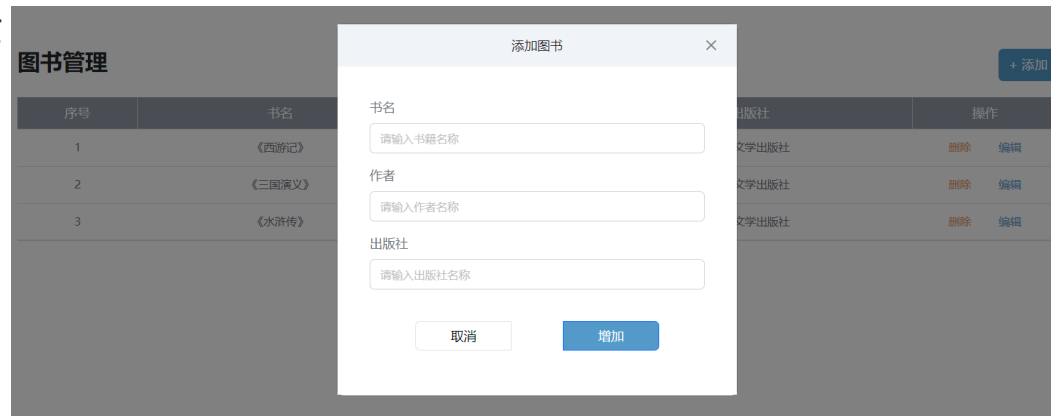 添加图书 ×
图书管理
+ 添加
序号 书名 出版社 操作
1 《西游记》 文学出版社 删除 编辑
2 《三国演义》 文学出版社 删除 编辑
3 《水浒传》 文学出版社 删除 编辑
书名
请输入书籍名称
作者
请输入作者名称
出版社
请输入出版社名称
取消 增加